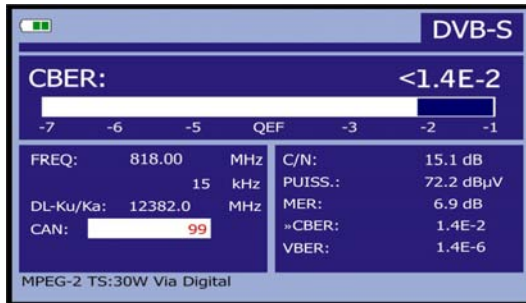 DVB-S
CBER: <1.4E-2
-7 -6 -5 QEF -3 -2 -1
FREQ: 818.00 MHz
15 kHz
DL-Ku/Ka: 12382.0 MHz
CAN: 99
C/N: 15.1 dB
PUISS.: 72.2 dBµV
MER: 6.9 dB
»CBER: 1.4E-2
VBER: 1.4E-6
MPEG-2 TS:30W Via Digital